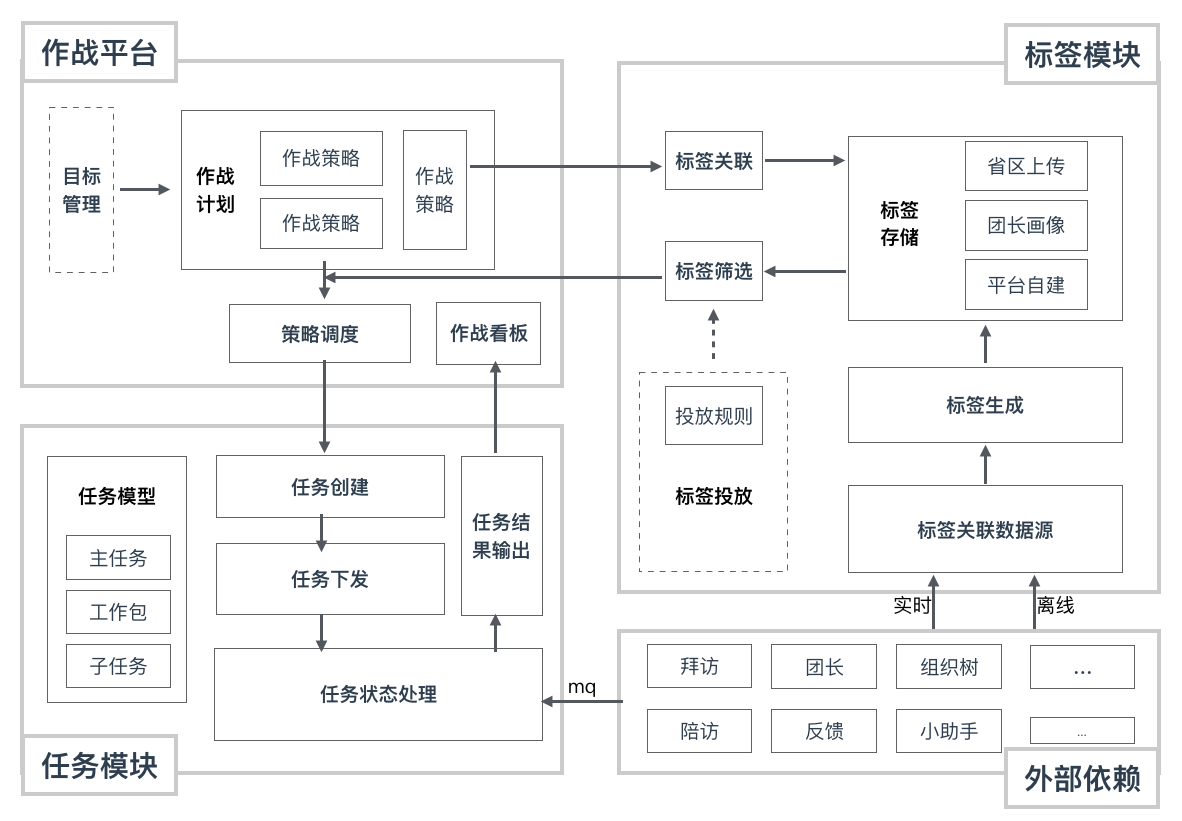 作战平台
目标
管理
作战
计划
作战策略
作战策略
作战
策略
策略调度
作战看板
标签模块
标签关联
标签筛选
标签
存储
省区上传
团长画像
平台自建
投放规则
标签投放
标签生成
标签关联数据源
实时
离线
任务模型
主任务
工作包
子任务
任务创建
任务下发
任务结
果输出
任务状态处理
任务模块
mq
拜访
团长
组织树
...
陪访
反馈
小助手
...
外部依赖